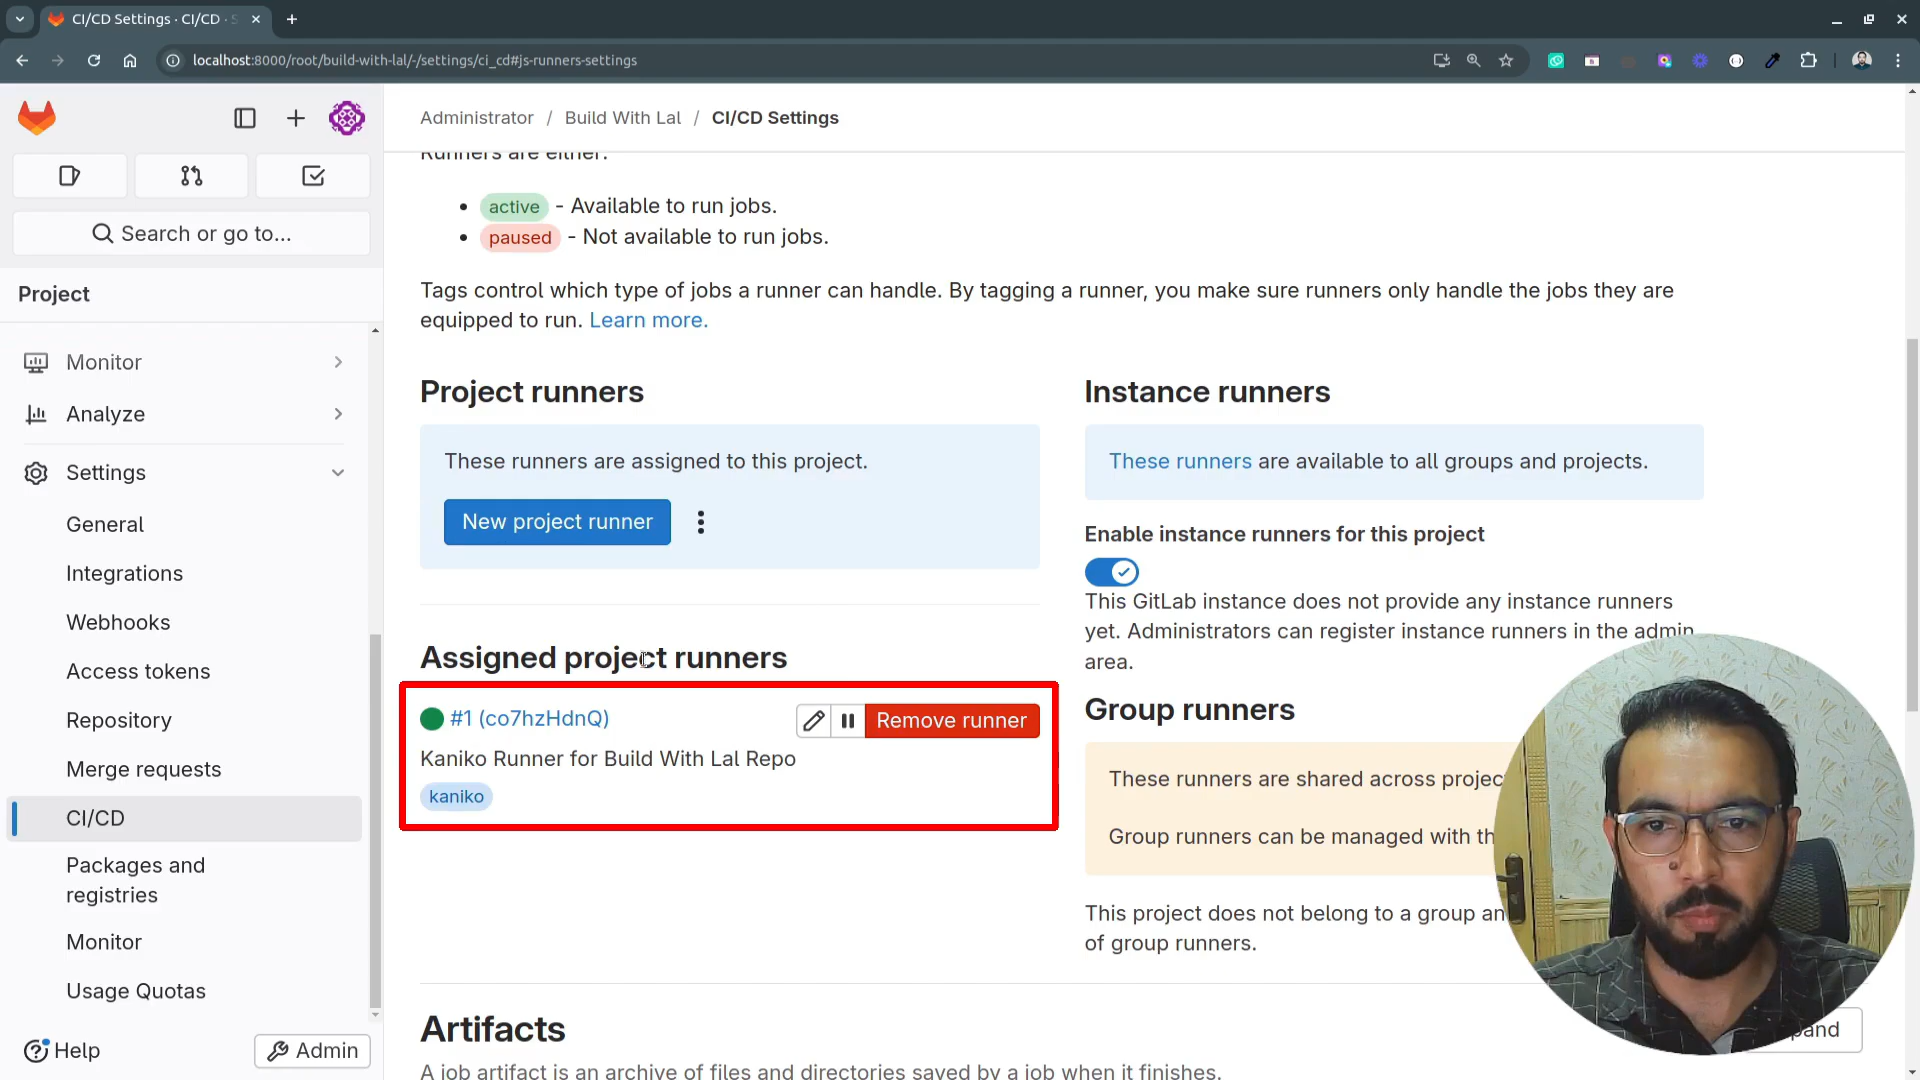 CI/CD Settings · CI/CD ·
localhost:8000/root/build-with-lal/-/settings/ci_cd#js-runners-settings
Search or go to...
Project
Monitor
Analyze
Settings
General
Integrations
Webhooks
Access tokens
Repository
Merge requests
CI/CD
Packages and
registries
Monitor
Usage Quotas
Help
Admin
Administrator / Build With Lal / CI/CD Settings
Runners are either:
active - Available to run jobs.
paused - Not available to run jobs.
Tags control which type of jobs a runner can handle. By tagging a runner, you make sure runners only handle the jobs they are
equipped to run. Learn more.
Project runners
These runners are assigned to this project.
New project runner
Assigned project runners
#1 (co7hzHdnQ)
Remove runner
Kaniko Runner for Build With Lal Repo
kaniko
Instance runners
These runners are available to all groups and projects.
Enable instance runners for this project
This GitLab instance does not provide any instance runners
yet. Administrators can register instance runners in the admin
area.
Group runners
These runners are shared across
Group runners can be managed with
This project does not belong to a group
of group runners.
Artifacts
A job artifact is an archive of files and directories saved by a job when it finishes.